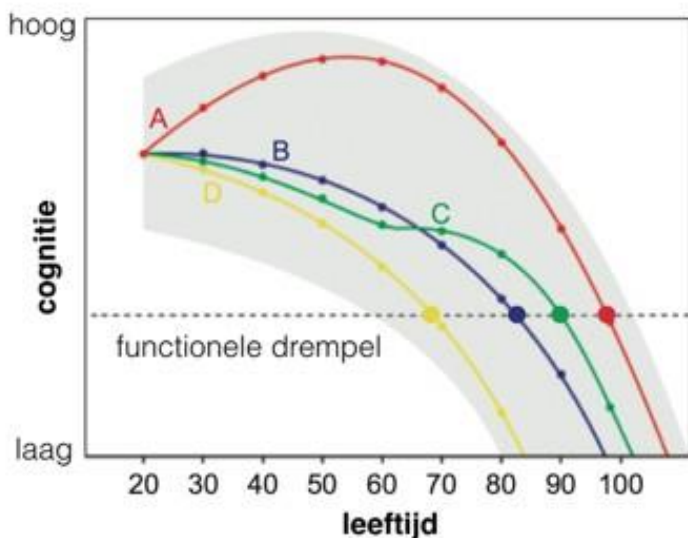 hoog
A
B
D
C
cognitie
functionele drempel
laag
20 30 40 50 60 70 80 90 100
leeftijd